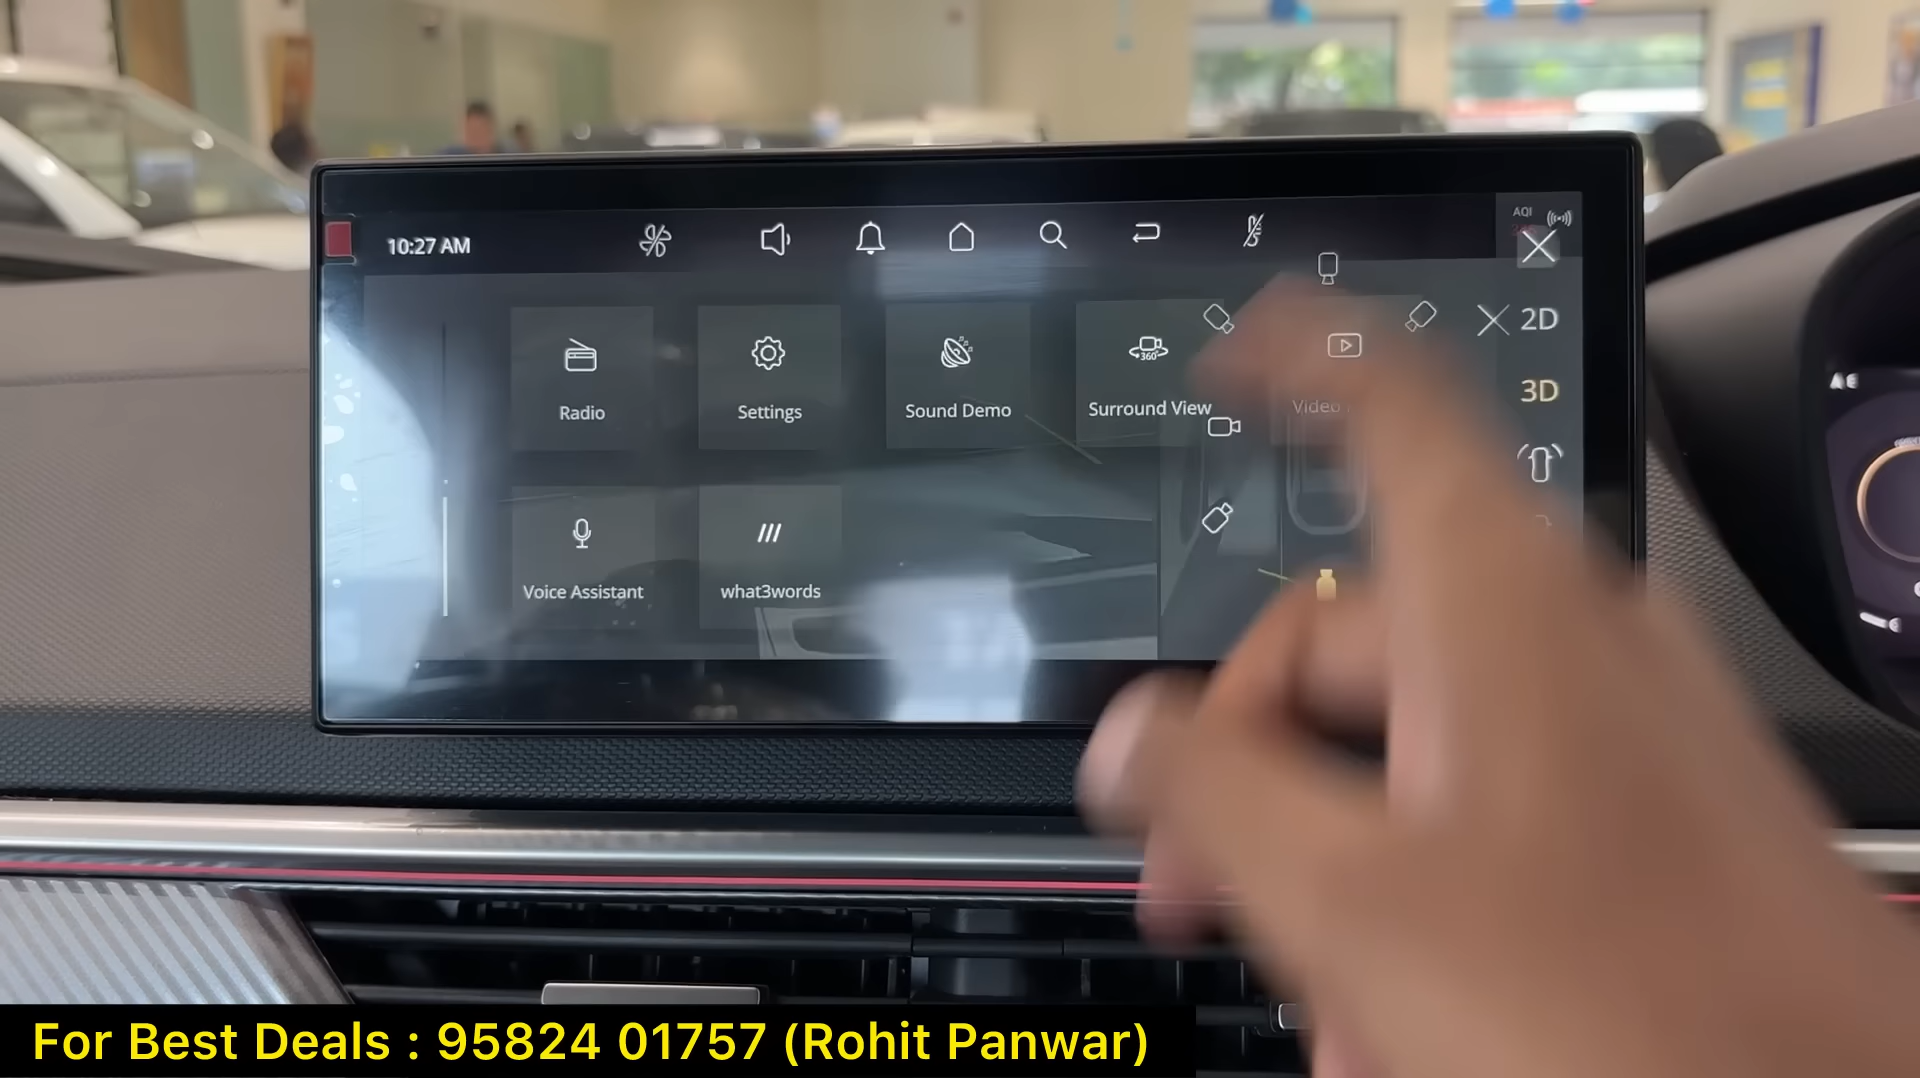 10:27 AM
AQI
2D
3D
Radio
Settings
Sound Demo
Surround View
Video
360°
Voice Assistant
what3words
For Best Deals : 95824 01757 (Rohit Panwar)